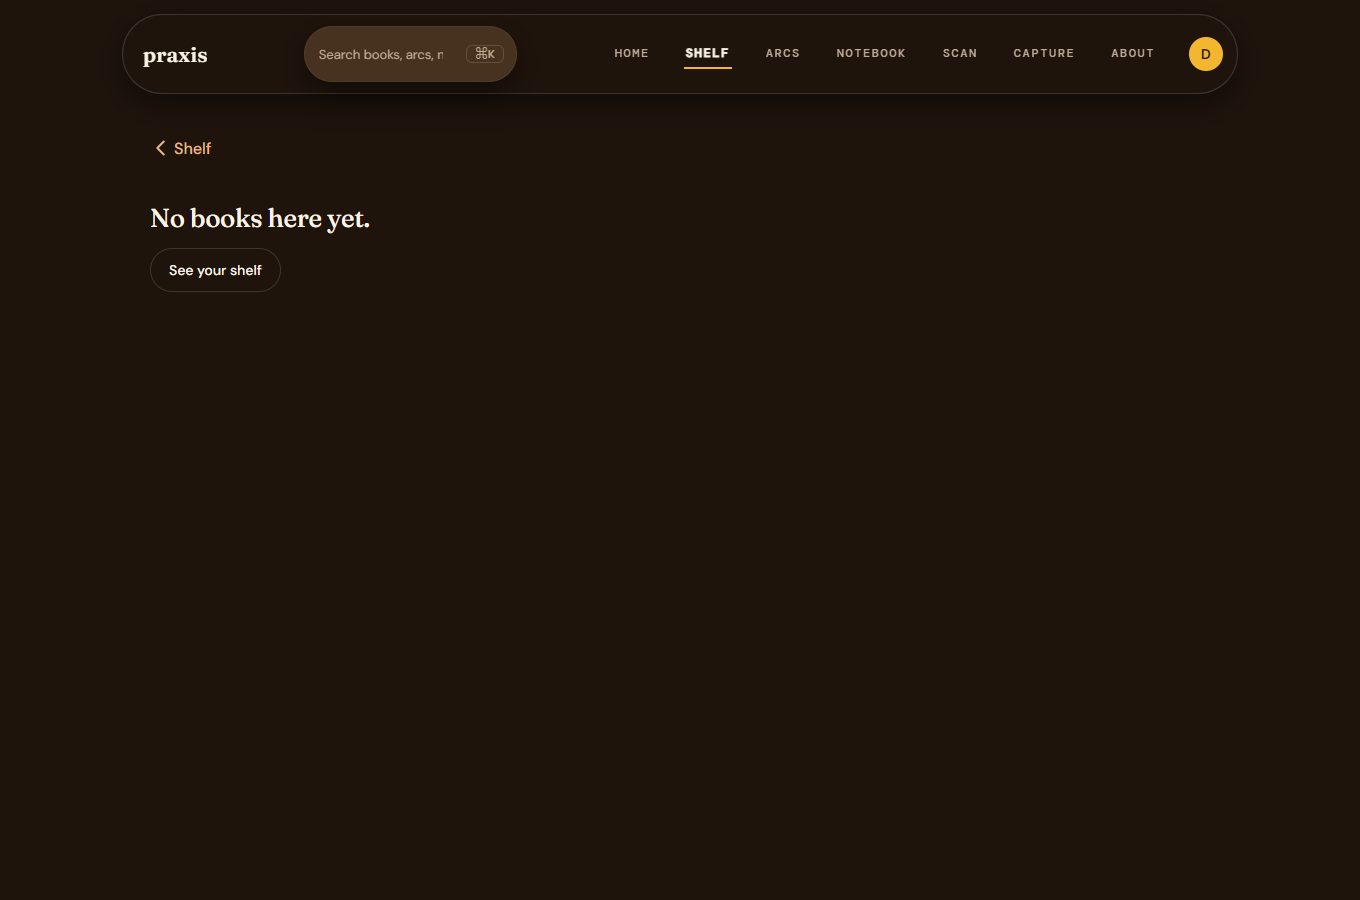 praxis
Search books, arcs, n
⌘K
HOME
SHELF
ARCS
NOTEBOOK
SCAN
CAPTURE
ABOUT
D
Shelf
No books here yet.
See your shelf